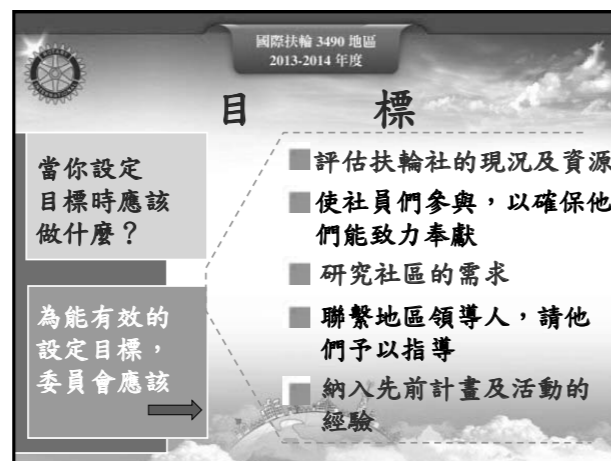 國際扶輪 3490 地區
2013-2014 年度
目 標
當你設定
目標時應該
做什麼？
為能有效的
設定目標，
委員會應該
評估扶輪社的現況及資源
使社員們參與，以確保他
們能致力奉獻
研究社區的需求
聯繫地區領導人，請他
們予以指導
納入先前計畫及活動的
經驗